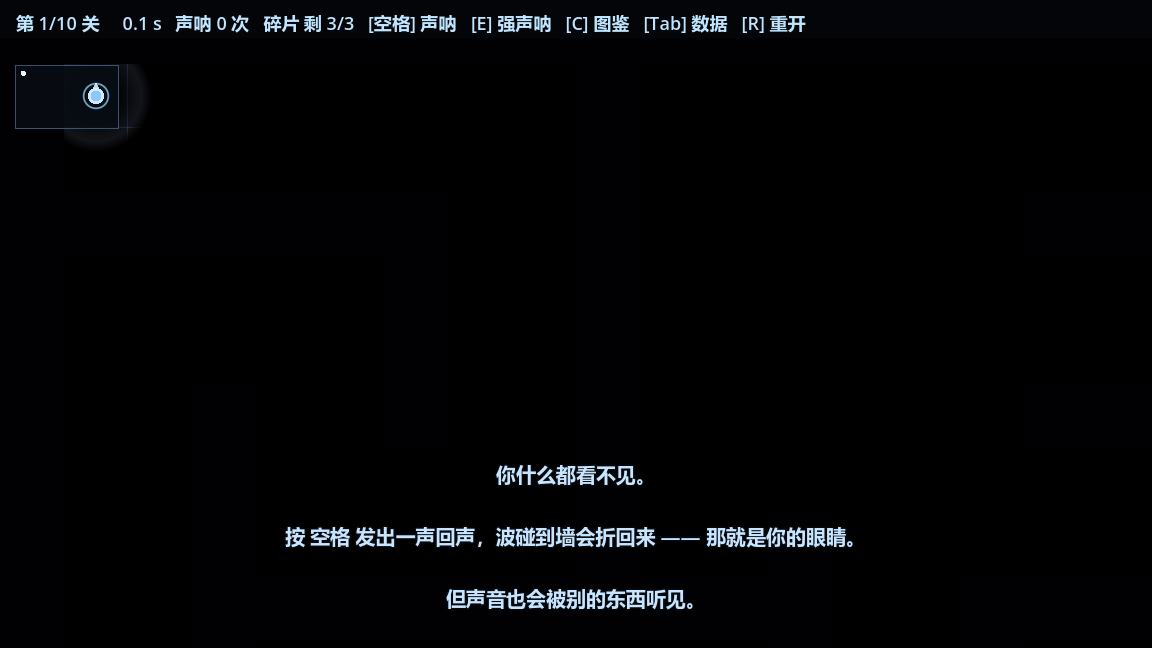 第 1/10 关 0.1 s 声呐 0 次 碎片 剩 3/3 [空格] 声呐 [E] 强声呐 [C] 图鉴 [Tab] 数据 [R] 重开
你什么都看不见。
按 空格 发出一声回声，波碰到墙会折回来 —— 那就是你的眼睛。
但声音也会被别的东西听见。